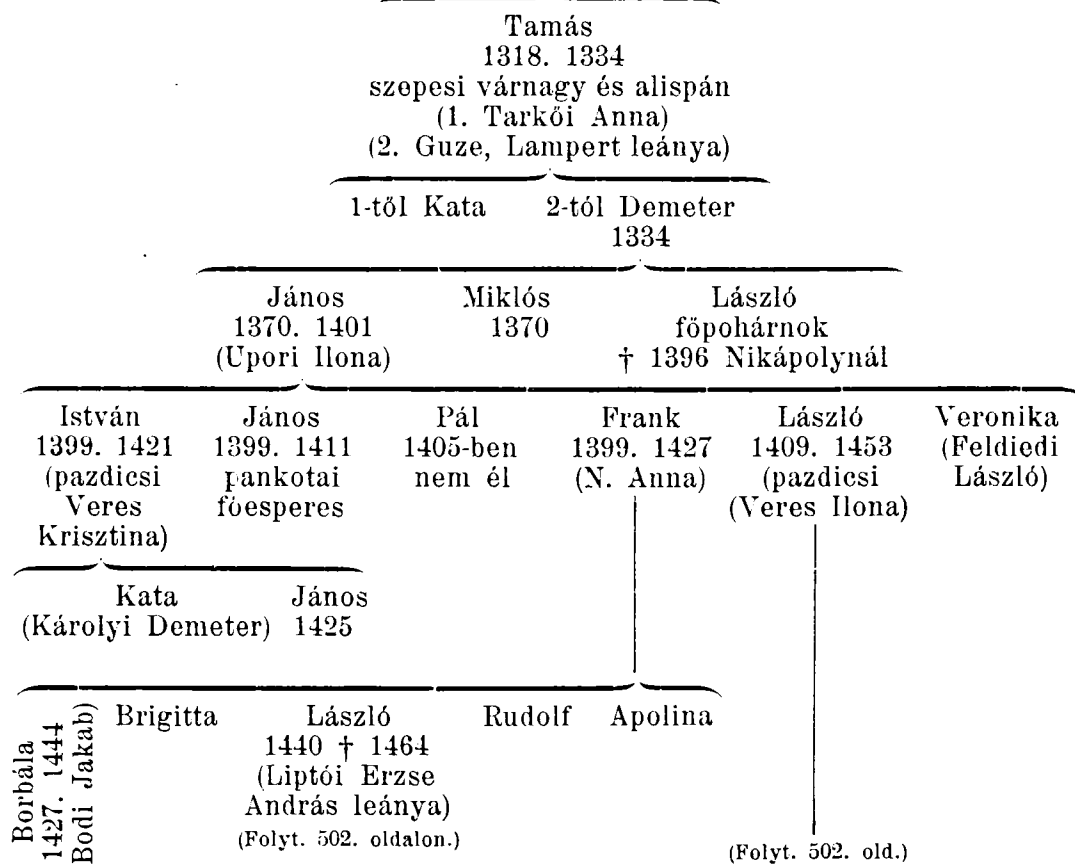 Tamás
1318. 1334
szepesi várnagy és alispán
(1. Tarkői Anna)
(2. Guze, Lampert leánya)
1-től Kata 2-tól Demeter
1334
János Miklós László
1370. 1401 1370 főpohárnok
(Upori Ilona) † 1396 Nikápolynál
István János Pál Frank László Veronika
1399. 1421 1399. 1411 1405-ben 1399. 1427 1409. 1453 (Feldiedi
(pazdicsi pankotai nem él (N. Anna) (pazdicsi László)
Veres főesperes (Veres Ilona)
Krisztina)
Kata János
(Károlyi Demeter) 1425
Borbála
1427. 1444
Bodi Jakab)
Brigitta László Rudolf Apolina
1440 † 1464
(Liptói Erzse
András leánya)
(Folyt. 502. oldalon.) (Folyt. 502. old.)